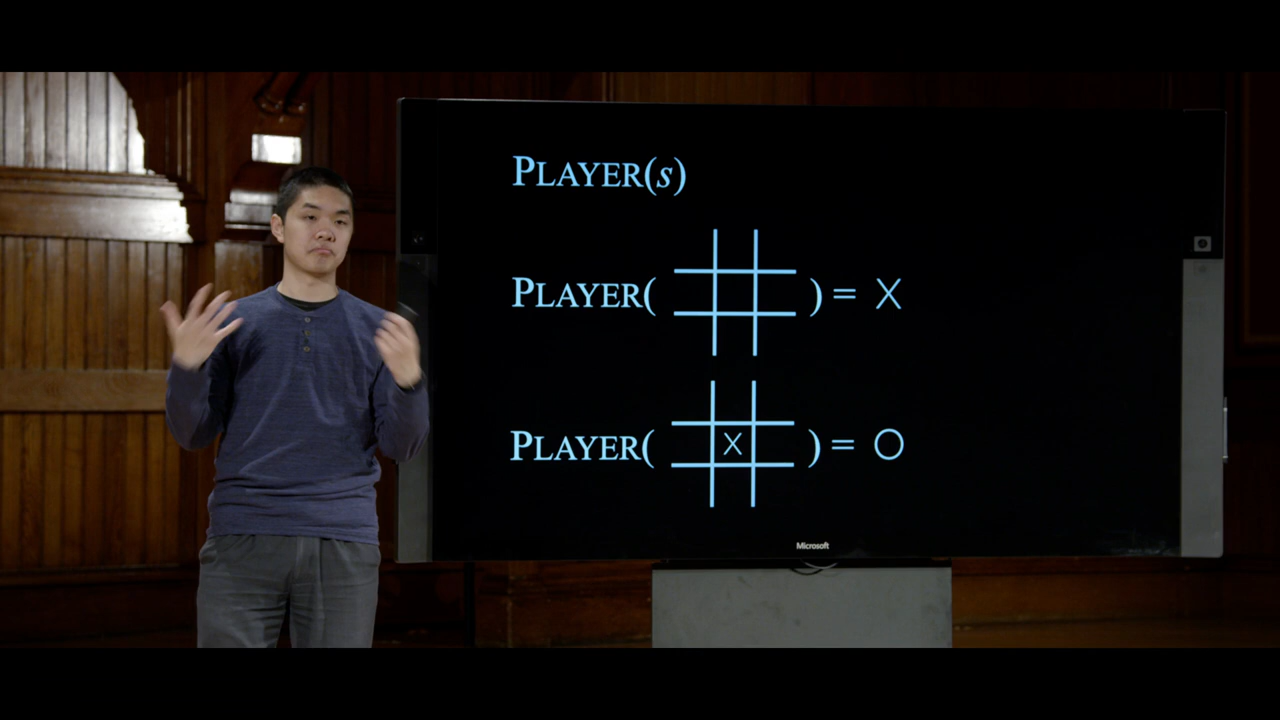 PLAYER(s)
PLAYER( ) = X
PLAYER( X ) = O
Microsoft